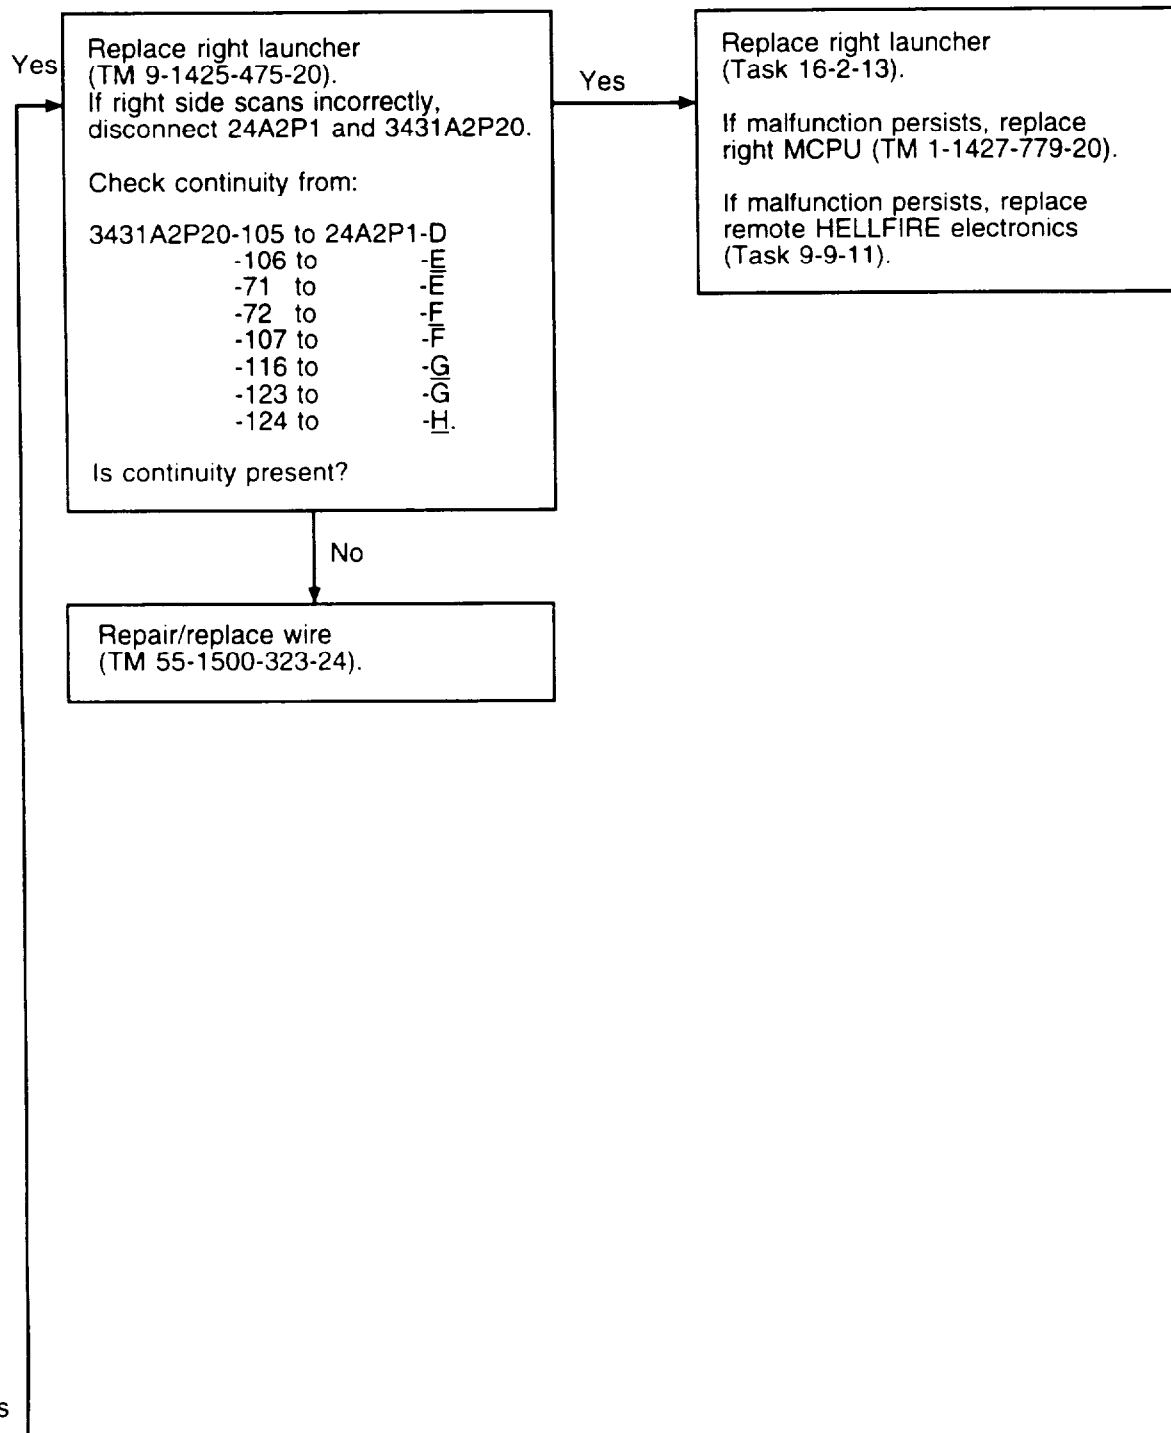 Yes
Replace right launcher
(TM 9-1425-475-20).
If right side scans incorrectly,
disconnect 24A2P1 and 3431A2P20.
Check continuity from:
3431A2P20-105 to 24A2P1-D
-106 to -E
-71 to -E
-72 to -F
-107 to -F
-116 to -G
-123 to -G
-124 to -H.
Is continuity present?
Yes
Replace right launcher
(Task 16-2-13).
If malfunction persists, replace
right MCPU (TM 1-1427-779-20).
If malfunction persists, replace
remote HELLFIRE electronics
(Task 9-9-11).
No
Repair/replace wire
(TM 55-1500-323-24).
s